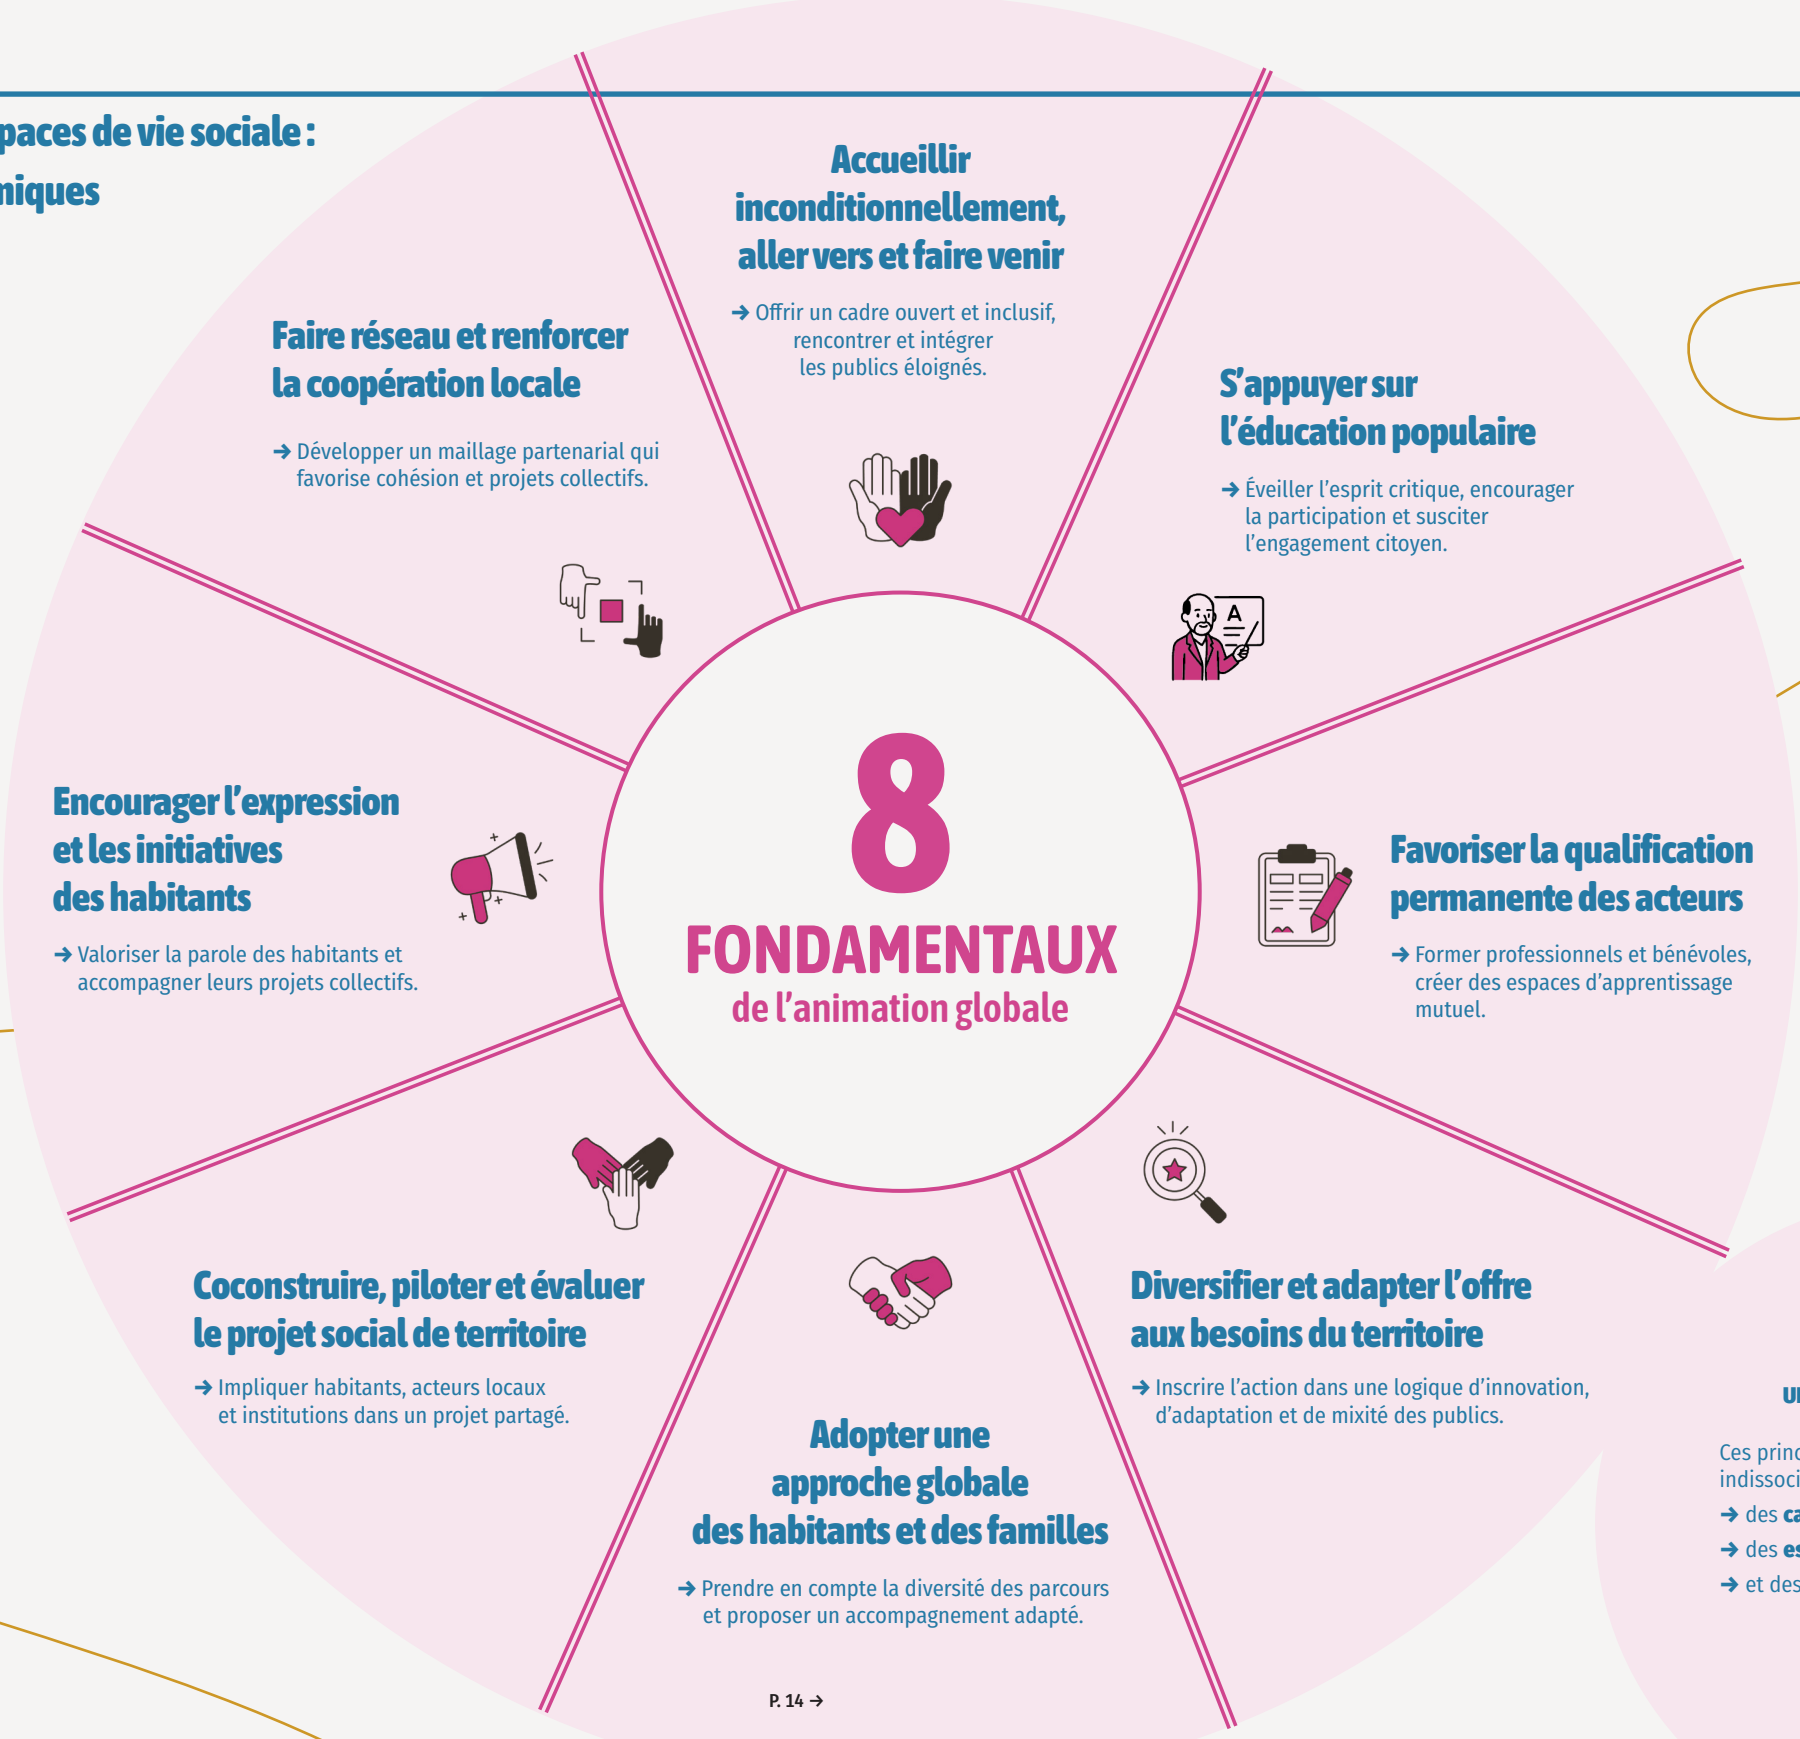 paces de vie sociale :
miques
Accueillir
inconditionnellement,
aller vers et faire venir
→ Offrir un cadre ouvert et inclusif,
rencontrer et intégrer
les publics éloignés.
S'appuyer sur
l'éducation populaire
→ Éveiller l'esprit critique, encourager
la participation et susciter
l'engagement citoyen.
A
Favoriser la qualification
permanente des acteurs
→ Former professionnels et bénévoles,
créer des espaces d'apprentissage
mutuel.
Diversifier et adapter l'offre
aux besoins du territoire
→ Inscrire l'action dans une logique d'innovation,
d'adaptation et de mixité des publics.
Adopter une
approche globale
des habitants et des familles
→ Prendre en compte la diversité des parcours
et proposer un accompagnement adapté.
Coconstruire, piloter et évaluer
le projet social de territoire
→ Impliquer habitants, acteurs locaux
et institutions dans un projet partagé.
Encourager l'expression
et les initiatives
des habitants
→ Valoriser la parole des habitants et
accompagner leurs projets collectifs.
Faire réseau et renforcer
la coopération locale
→ Développer un maillage partenarial qui
favorise cohésion et projets collectifs.
8
FONDAMENTAUX
de l'animation globale
Ces princ
indissoci
→ des ca
→ des es
→ et des
P. 14 →